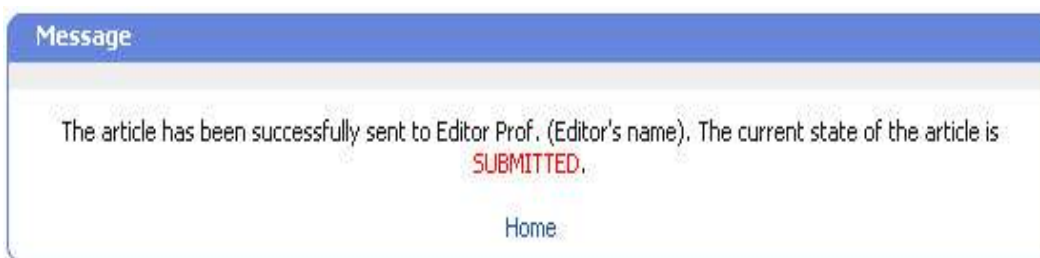 Message
The article has been successfully sent to Editor Prof. (Editor's name). The current state of the article is
SUBMITTED.
Home